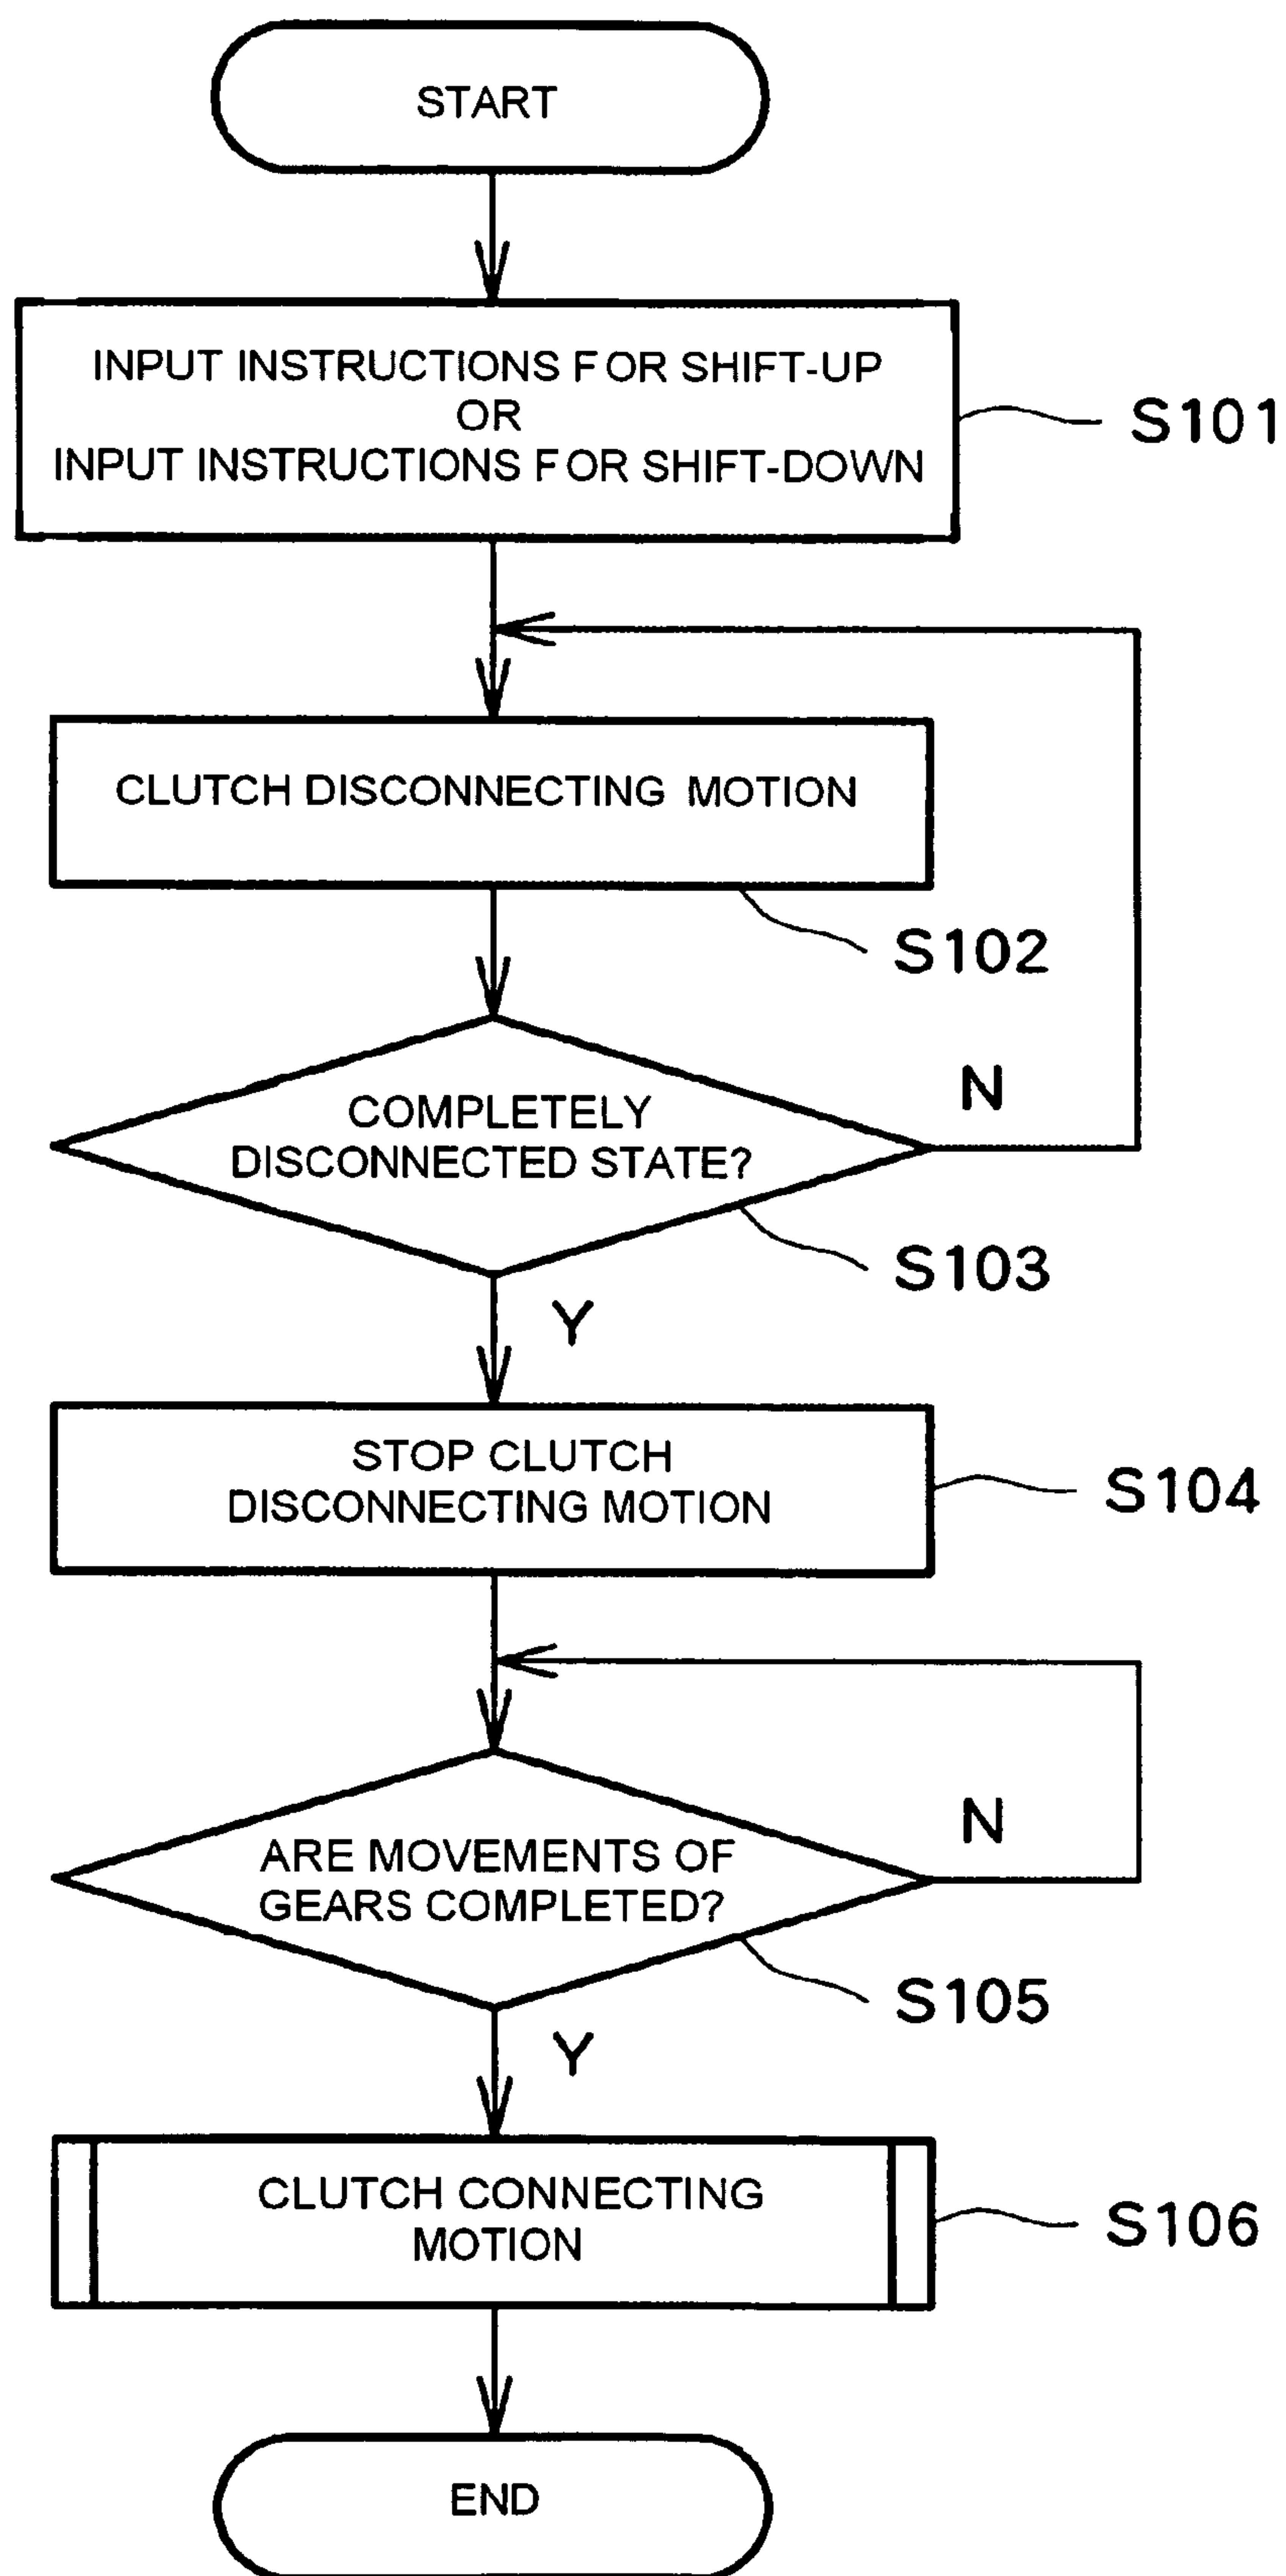 START
INPUT INSTRUCTIONS FOR SHIFT-UP
OR
INPUT INSTRUCTIONS FOR SHIFT-DOWN
S101
CLUTCH DISCONNECTING MOTION
S102
COMPLETELY
DISCONNECTED STATE?
N
S103
Y
STOP CLUTCH
DISCONNECTING MOTION
S104
ARE MOVEMENTS OF
GEARS COMPLETED?
N
S105
Y
CLUTCH CONNECTING
MOTION
S106
END